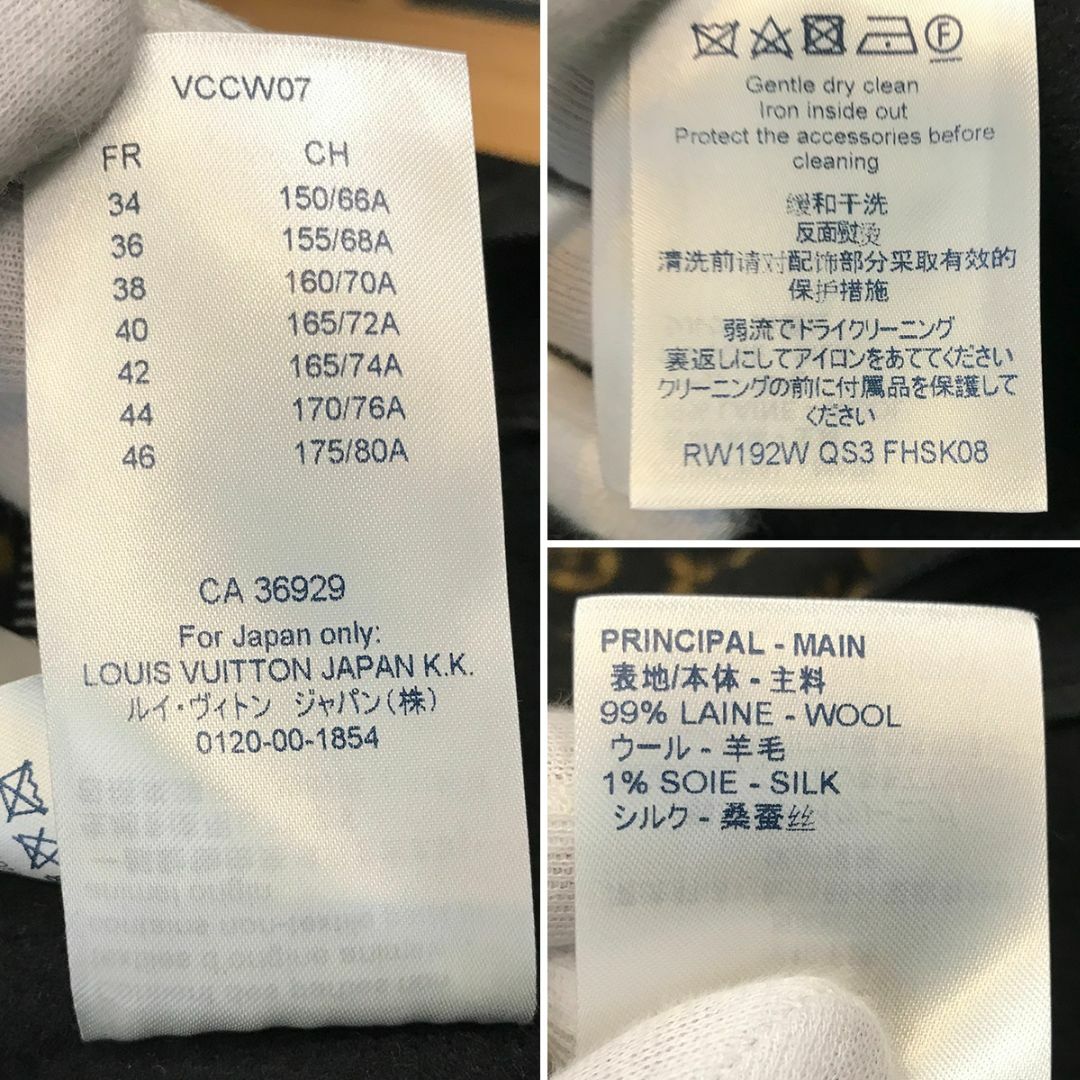 VCCW07
FR CH
34 150/66A
36 155/68A
38 160/70A
40 165/72A
42 165/74A
44 170/76A
46 175/80A
CA 36929
For Japan only:
LOUIS VUITTON JAPAN K.K.
ルイ・ヴィトン ジャパン(株)
0120-00-1854
F
Gentle dry clean
Iron inside out
Protect the accessories before
cleaning
缓和干洗
反面熨烫
清洗前请对配饰部分采取有效的
保护措施
弱流でドライクリーニング
裏返しにしてアイロンをあててください
クリーニングの前に付属品を保護して
ください
RW192W QS3 FHSK08
PRINCIPAL - MAIN
表地/本体 - 主料
99% LAINE - WOOL
ウール - 羊毛
1% SOIE - SILK
シルク - 桑蚕丝